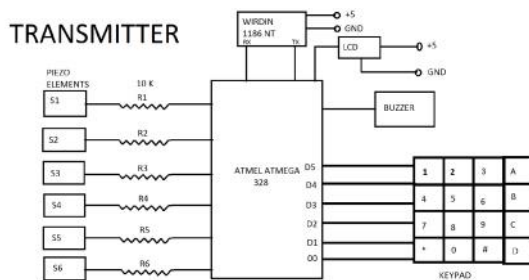 TRANSMITTER
WIRDIN
1186 NT
RX TX
+5
GND
LCD
+5
GND
PIEZO
ELEMENTS
10 K
S1
R1
S2
R2
S3
R3
S4
R4
S5
R5
S6
R6
ATMEL ATMEGA
328
BUZZER
D5
D4
D3
D2
D1
00
1 2 3 A
4 5 6 B
7 8 9 C
* 0 # D
KEYPAD